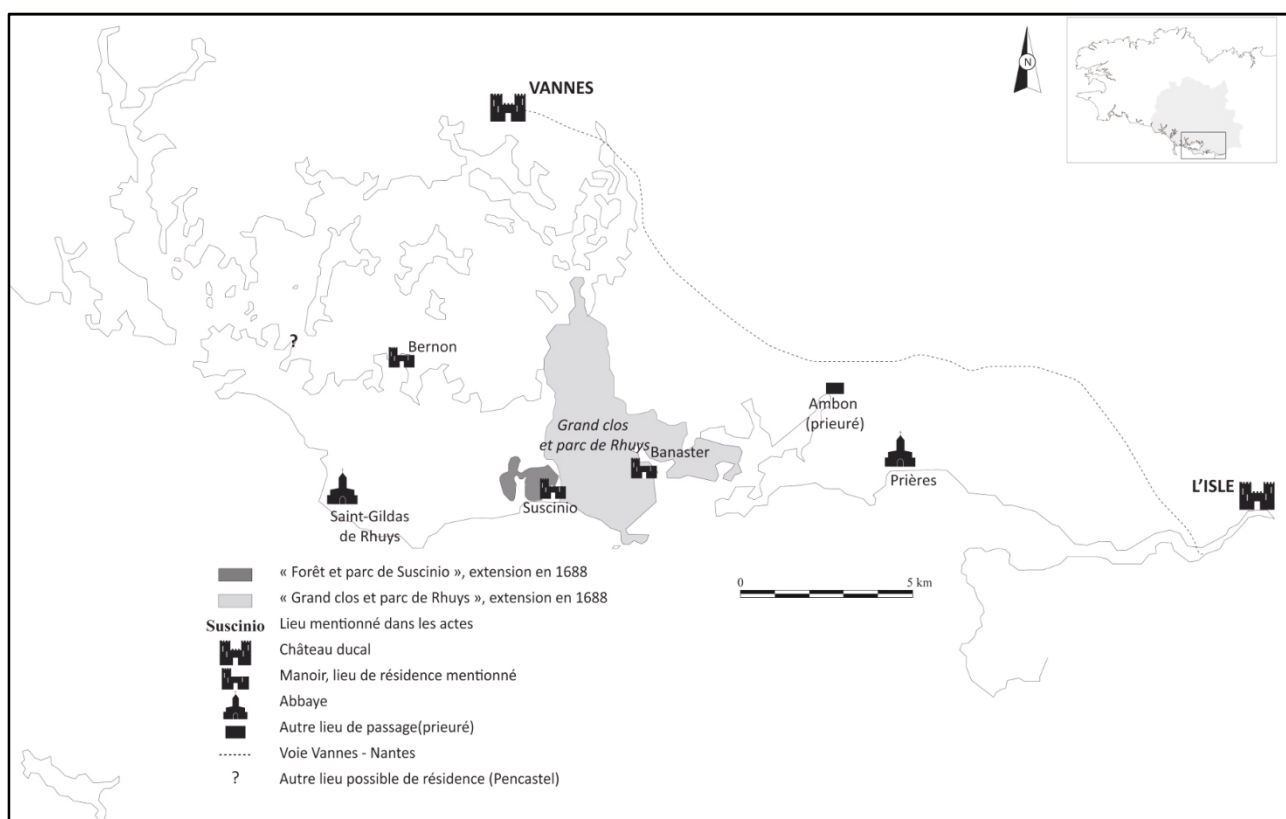 VANNES
N
?
Bernon
Ambon
(prieuré)
Grand clos
et parc de Rhuys
Banaster
Prières
L'ISLE
Suscinio
Saint-Gildas
de Rhuys
0 5 km
« Forêt et parc de Suscinio », extension en 1688
« Grand clos et parc de Rhuys », extension en 1688
Suscinio Lieu mentionné dans les actes
Château ducal
Manoir, lieu de résidence mentionné
Abbaye
Autre lieu de passage(prieuré)
Voie Vannes - Nantes
? Autre lieu possible de résidence (Pencastel)